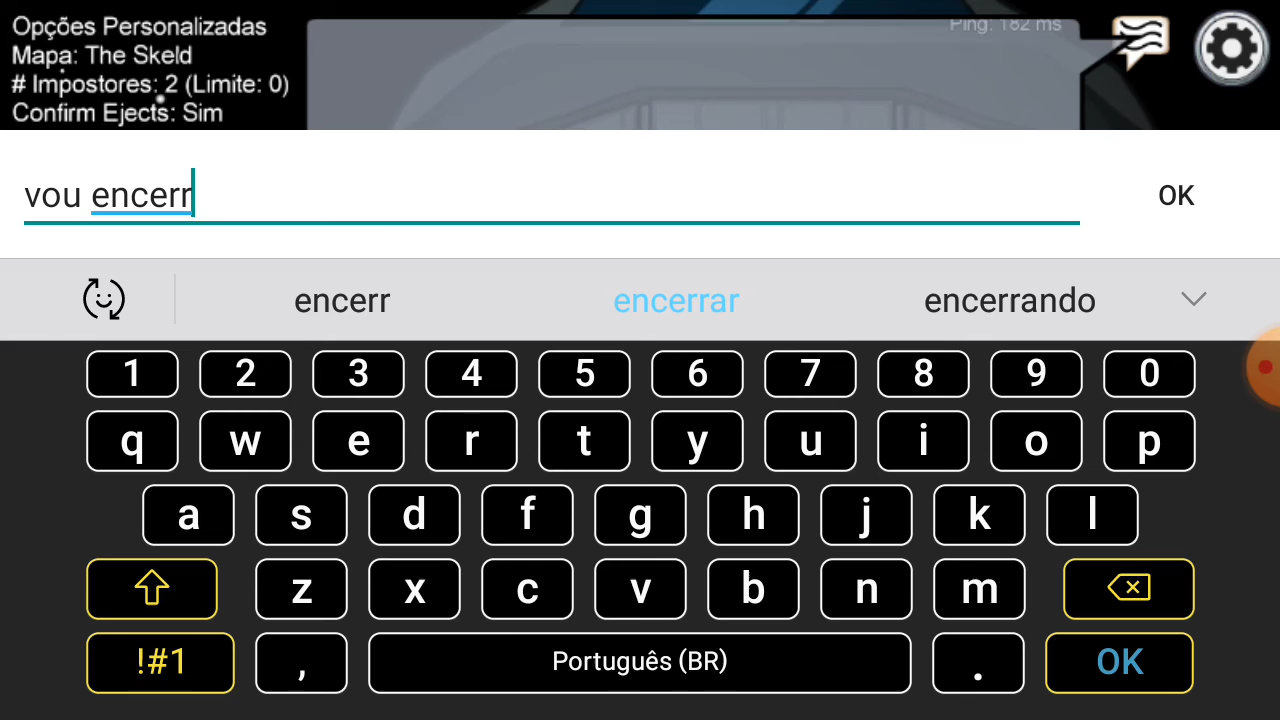 Opções Personalizadas
Mapa: The Skeld
# Impostores: 2 (Limite: 0)
Confirm Ejects: Sim
Ping: 182 ms
vou encerr
OK
encerr encerrar encerrando
1 2 3 4 5 6 7 8 9 0
q w e r t y u i o p
a s d f g h j k l
z x c v b n m
!#1 , Português (BR) . OK